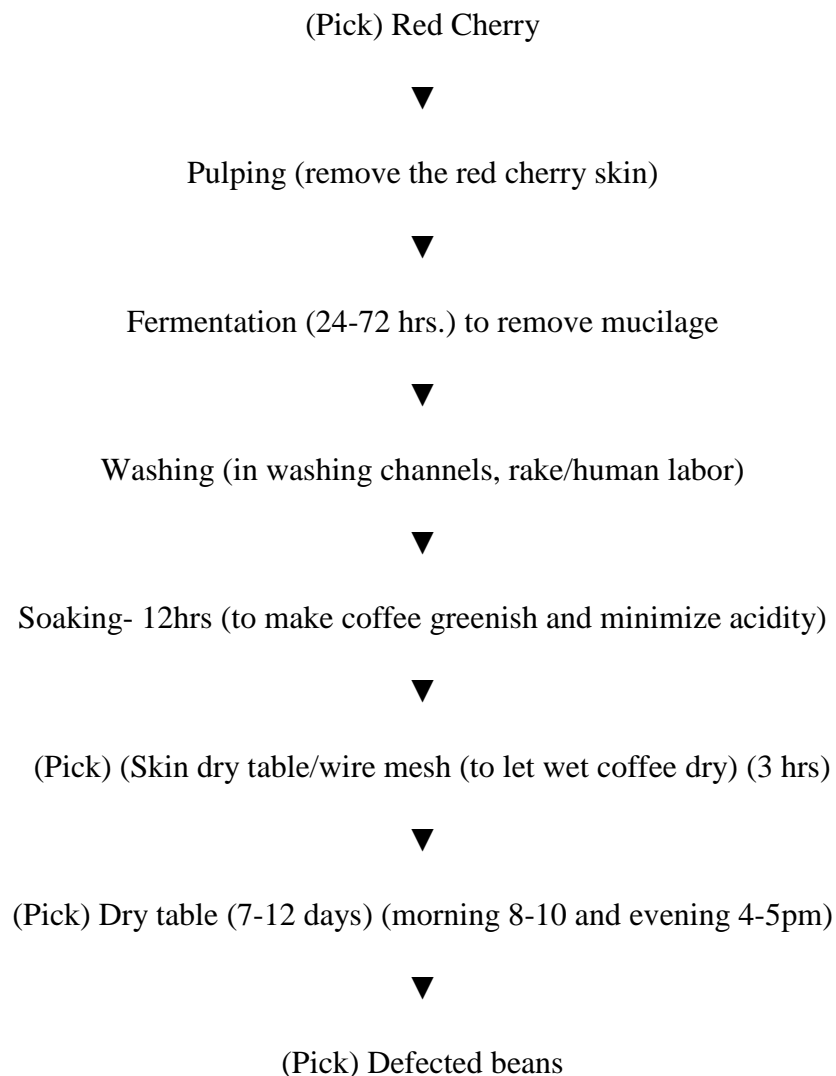 (Pick) Red Cherry
▼
Pulping (remove the red cherry skin)
▼
Fermentation (24-72 hrs.) to remove mucilage
▼
Washing (in washing channels, rake/human labor)
▼
Soaking- 12hrs (to make coffee greenish and minimize acidity)
▼
(Pick) (Skin dry table/wire mesh (to let wet coffee dry) (3 hrs)
▼
(Pick) Dry table (7-12 days) (morning 8-10 and evening 4-5pm)
▼
(Pick) Defected beans